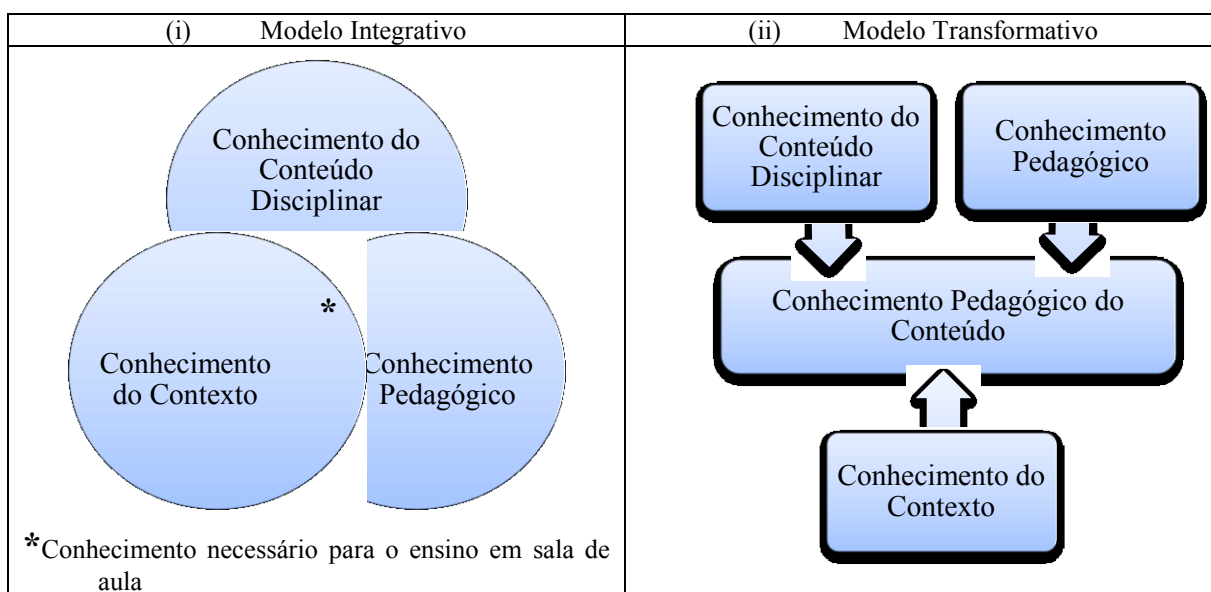 (i) Modelo Integrativo
Conhecimento do
Conteúdo
Disciplinar
*
Conhecimento
do Contexto
Conhecimento
Pedagógico
*Conhecimento necessário para o ensino em sala de
aula
(ii) Modelo Transformativo
Conhecimento do
Conteúdo
Disciplinar
Conhecimento
Pedagógico
Conhecimento Pedagógico do
Conteúdo
Conhecimento do
Contexto